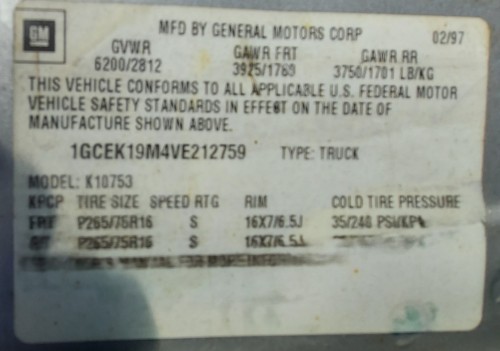 GM
MFD BY GENERAL MOTORS CORP 02/97
GVWR GAWR FRT GAWR RR
6200/2812 3925/1780 3750/1701 LB/KG
THIS VEHICLE CONFORMS TO ALL APPLICABLE U.S. FEDERAL MOTOR
VEHICLE SAFETY STANDARDS IN EFFECT ON THE DATE OF
MANUFACTURE SHOWN ABOVE.
1GCEK19M4VE212759 TYPE: TRUCK
MODEL: K10753
TIRE SIZE SPEED RTG RIM COLD TIRE PRESSURE
FRT P265/75R16 S 16X7/6.5J 35/240 PSI/KPA
P265/75R16 S 16X7/6.5J